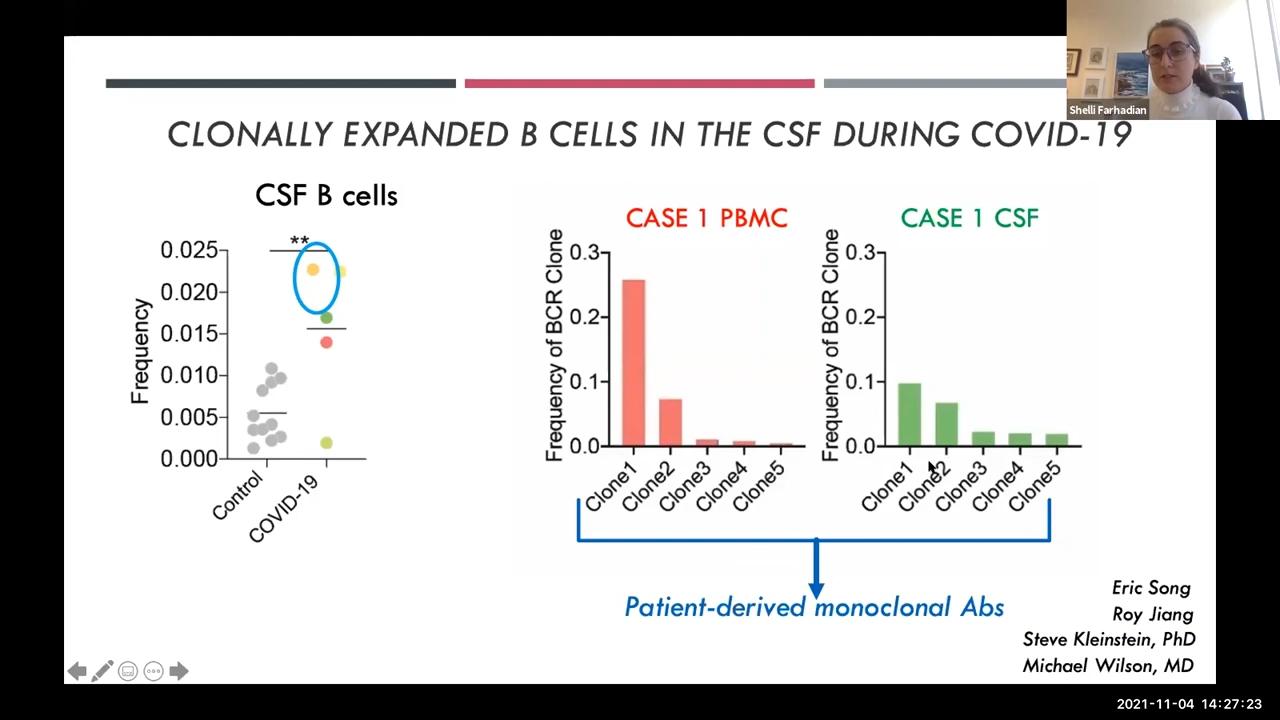 Shelli Farhadian
CLONALLY EXPANDED B CELLS IN THE CSF DURING COVID-19
CSF B cells
**
Frequency
0.025
0.020
0.015
0.010
0.005
0.000
Control
COVID-19
CASE 1 PBMC
Frequency of BCR Clone
0.3
0.2
0.1
0.0
Clone1
Clone2
Clone3
Clone4
Clone5
CASE 1 CSF
Frequency of BCR Clone
0.3
0.2
0.1
0.0
Clone1
Clone2
Clone3
Clone4
Clone5
Patient-derived monoclonal Abs
Eric Song
Roy Jiang
Steve Kleinstein, PhD
Michael Wilson, MD
2021-11-04 14:27:23